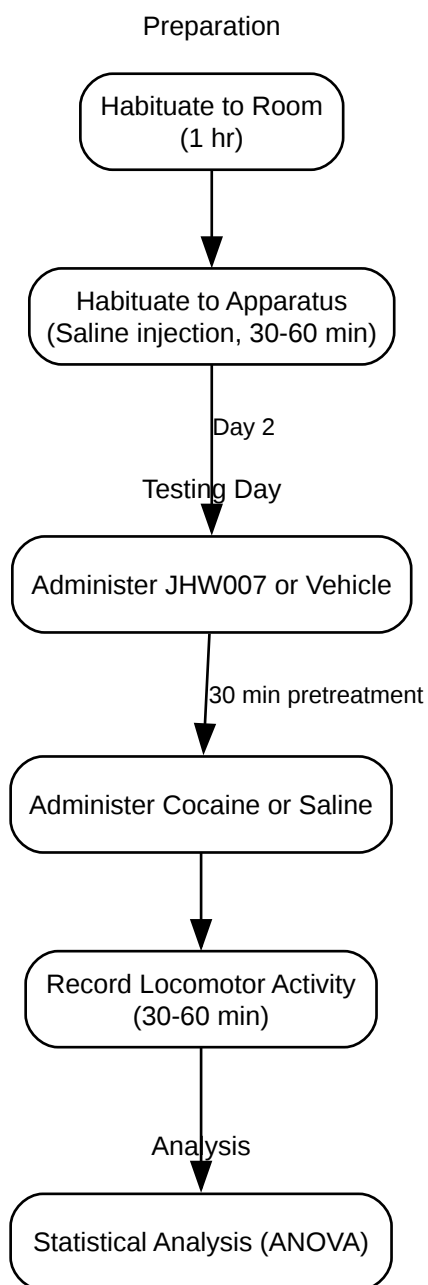 Preparation
Habituate to Room
(1 hr)
Habituate to Apparatus
(Saline injection, 30-60 min)
Day 2
Testing Day
Administer JHW007 or Vehicle
30 min pretreatment
Administer Cocaine or Saline
Record Locomotor Activity
(30-60 min)
Analysis
Statistical Analysis (ANOVA)